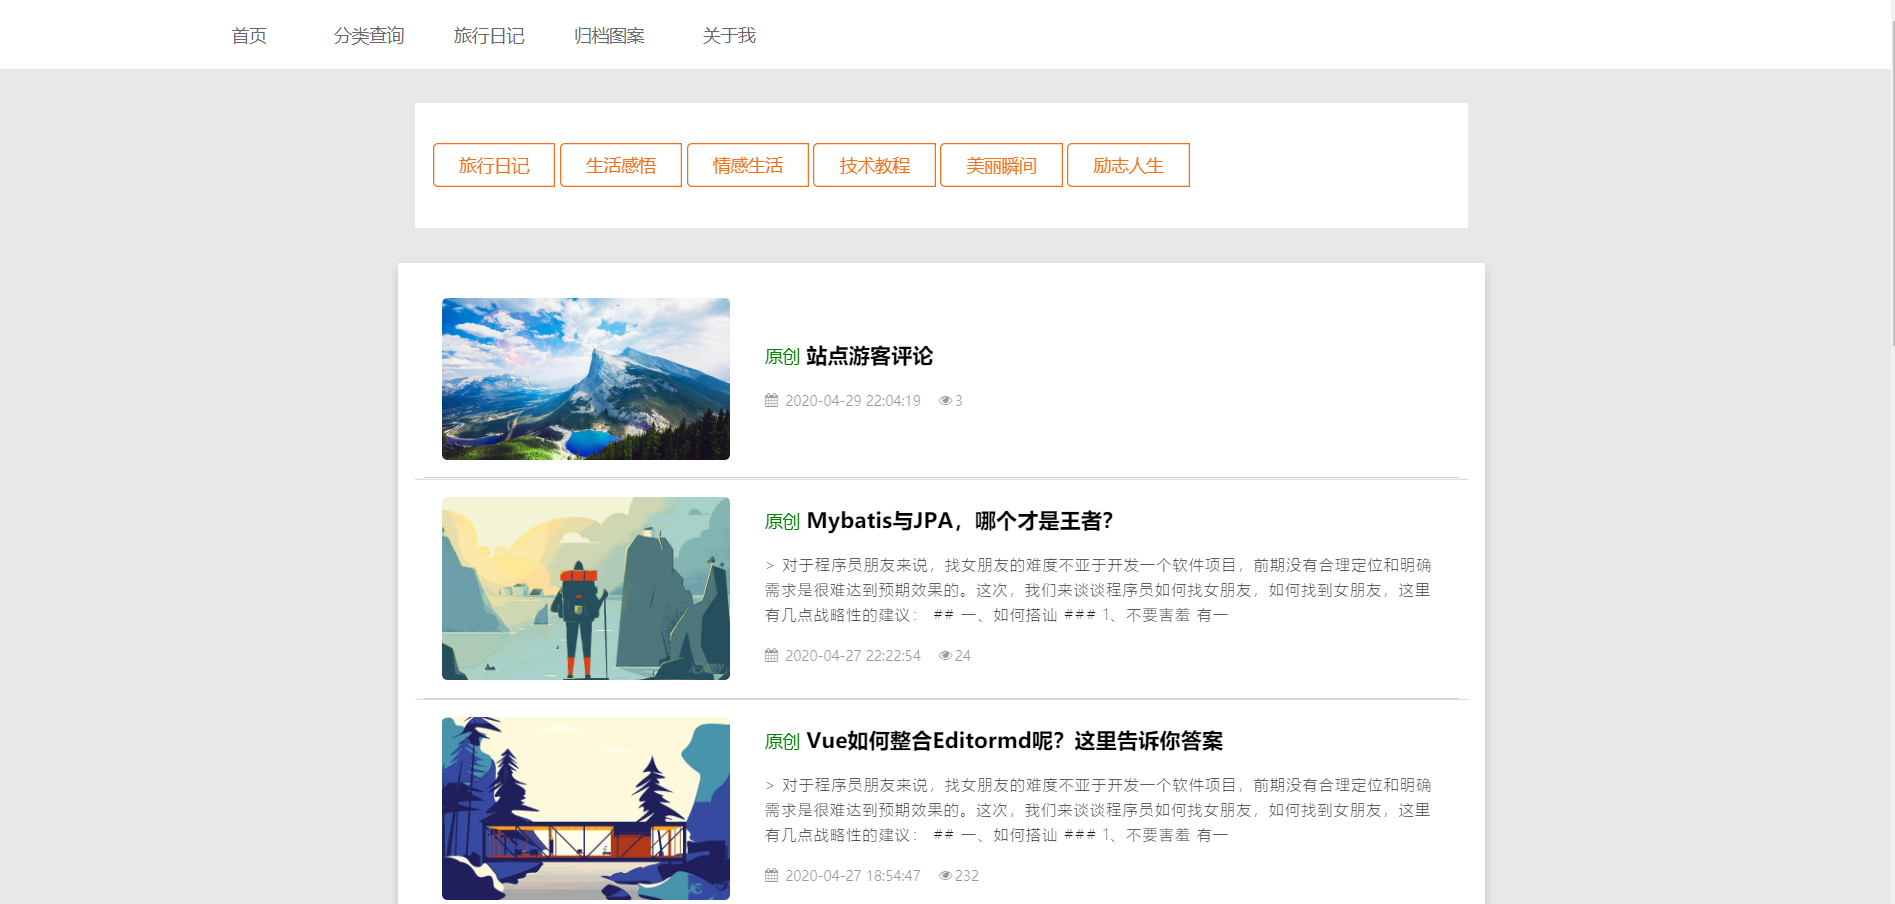 首页 分类查询 旅行日记 归档图案 关于我
旅行日记 生活感悟 情感生活 技术教程 美丽瞬间 励志人生
原创 站点游客评论
2020-04-29 22:04:19 3
原创 Mybatis与JPA，哪个才是王者？
> 对于程序员朋友来说，找女朋友的难度不亚于开发一个软件项目，前期没有合理定位和明确
需求是很难达到预期效果的。这次，我们来谈谈程序员如何找女朋友，如何找到女朋友，这里
有几点战略性的建议： ## 一、如何搭讪 ### 1、不要害羞 有一
2020-04-27 22:22:54 24
原创 Vue如何整合Editormd呢？这里告诉你答案
> 对于程序员朋友来说，找女朋友的难度不亚于开发一个软件项目，前期没有合理定位和明确
需求是很难达到预期效果的。这次，我们来谈谈程序员如何找女朋友，如何找到女朋友，这里
有几点战略性的建议： ## 一、如何搭讪 ### 1、不要害羞 有一
2020-04-27 18:54:47 232